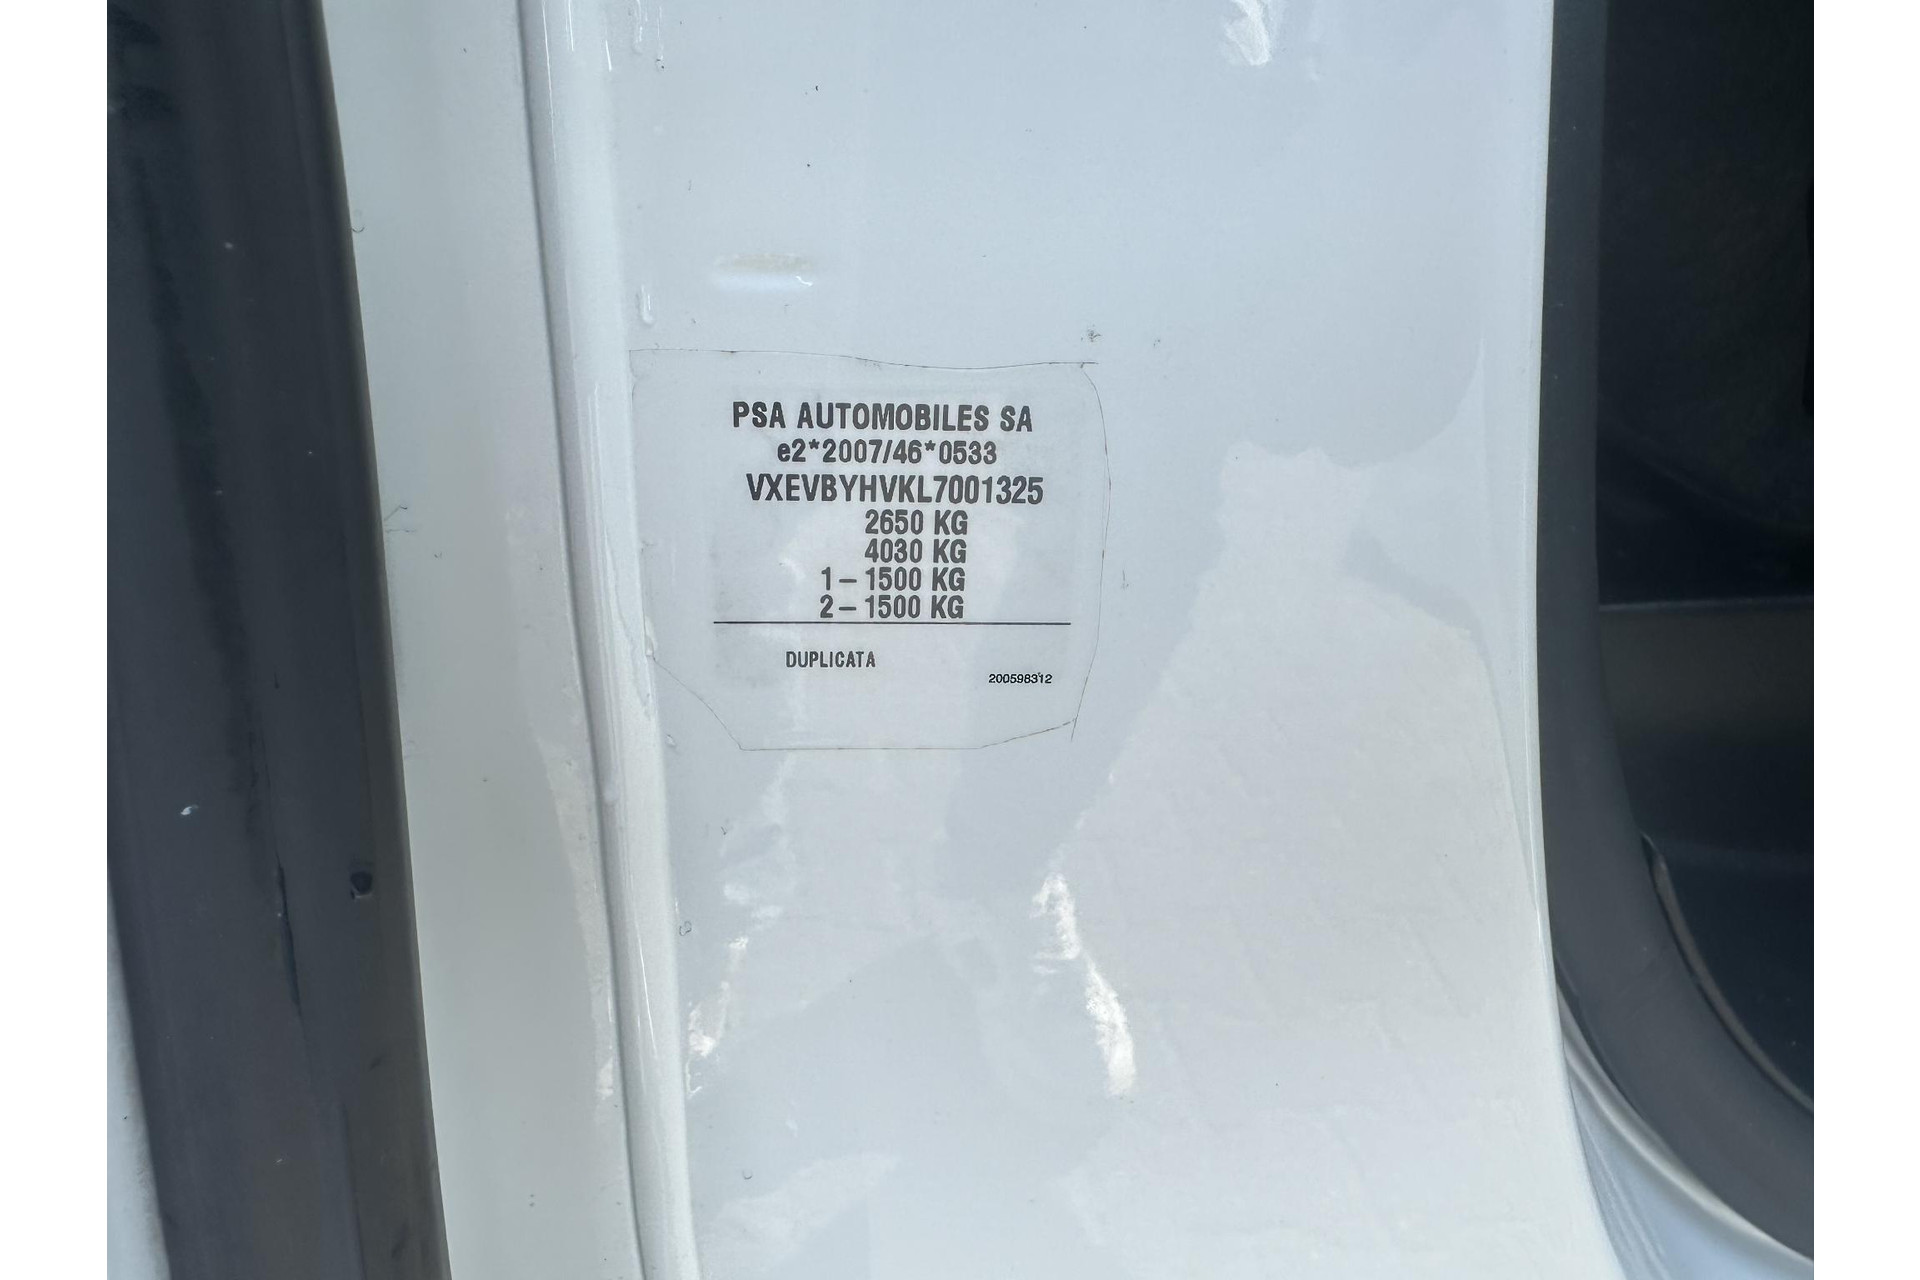 PSA AUTOMOBILES SA
e2*2007/46*0533
VXEVBYHVKL7001325
2650 KG
4030 KG
1 – 1500 KG
2 – 1500 KG
DUPLICATA
200598312